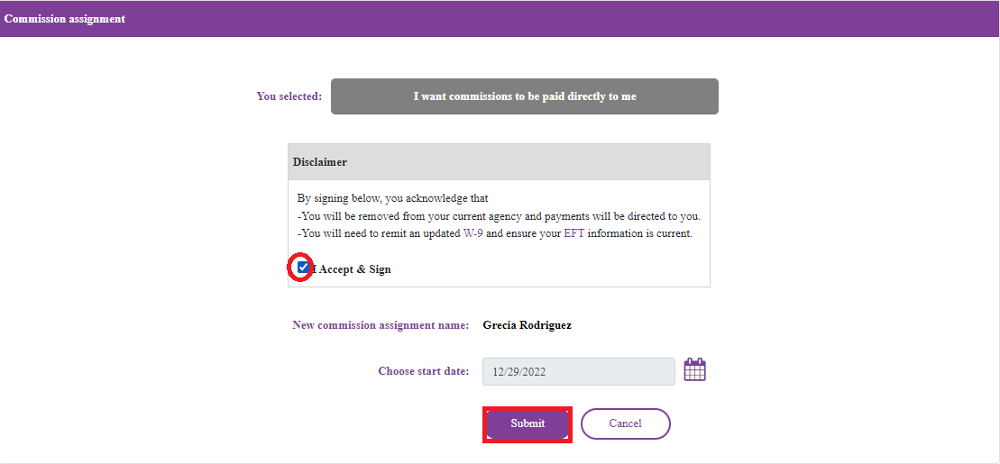 Commission assignment
You selected: I want commissions to be paid directly to me
Disclaimer
By signing below, you acknowledge that
-You will be removed from your current agency and payments will be directed to you.
-You will need to remit an updated W-9 and ensure your EFT information is current.
I Accept & Sign
New commission assignment name: Grecia Rodriguez
Choose start date: 12/29/2022
Submit Cancel